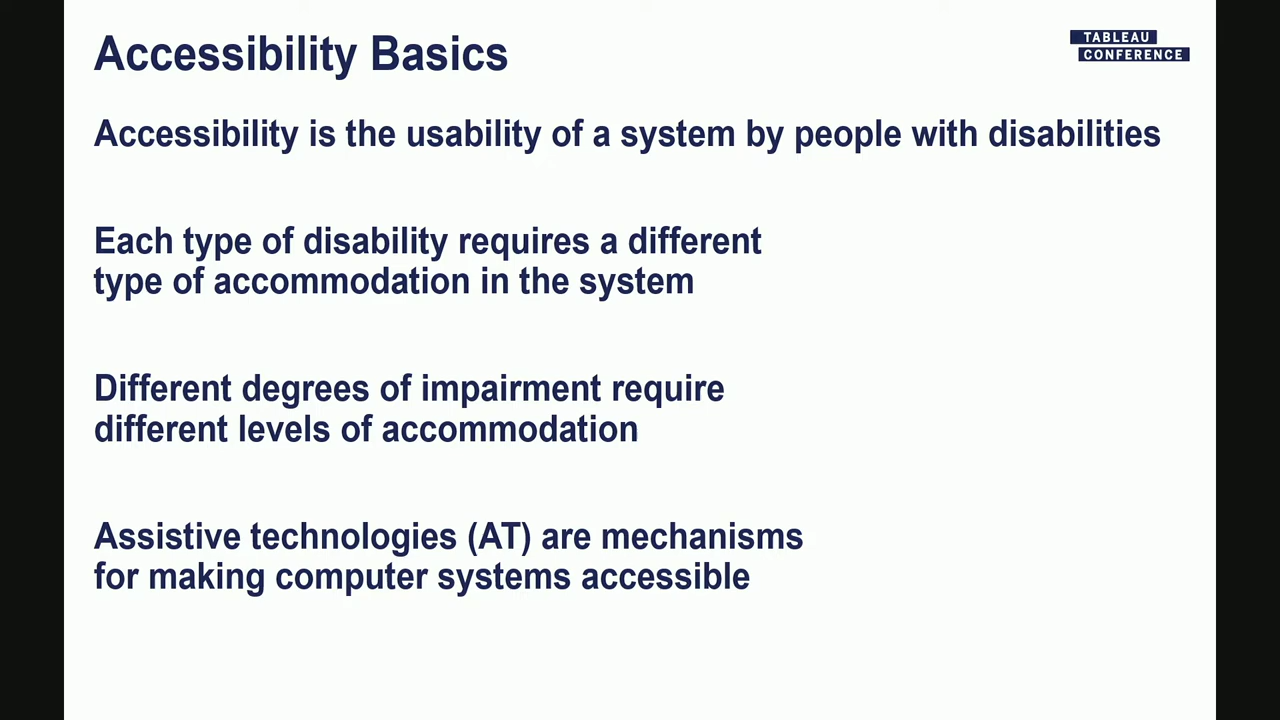 Accessibility Basics
TABLEAU
CONFERENCE
Accessibility is the usability of a system by people with disabilities
Each type of disability requires a different
type of accommodation in the system
Different degrees of impairment require
different levels of accommodation
Assistive technologies (AT) are mechanisms
for making computer systems accessible